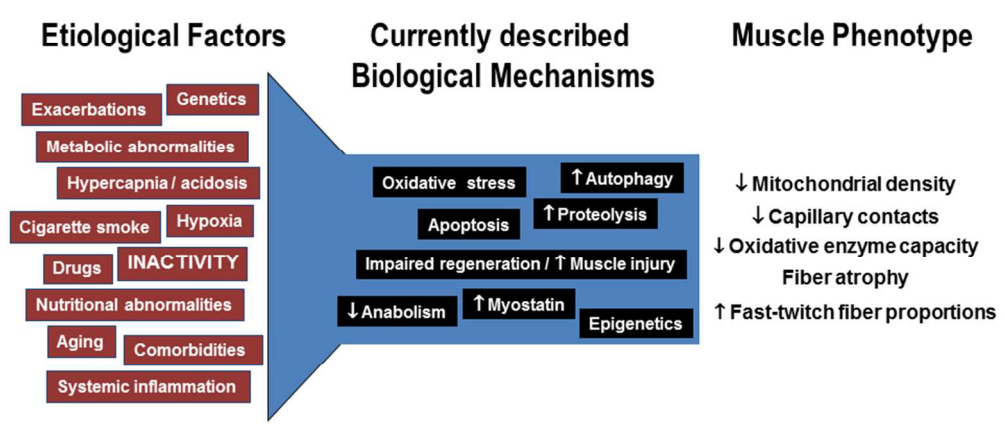 Etiological Factors
Currently described
Biological Mechanisms
Muscle Phenotype
Exacerbations
Genetics
Metabolic abnormalities
Hypercapnia / acidosis
Cigarette smoke
Hypoxia
Drugs
INACTIVITY
Nutritional abnormalities
Aging
Comorbidities
Systemic inflammation
Oxidative stress
↑ Autophagy
Apoptosis
↑ Proteolysis
Impaired regeneration / ↑ Muscle injury
↓ Anabolism
↑ Myostatin
Epigenetics
↓ Mitochondrial density
↓ Capillary contacts
↓ Oxidative enzyme capacity
Fiber atrophy
↑ Fast-twitch fiber proportions